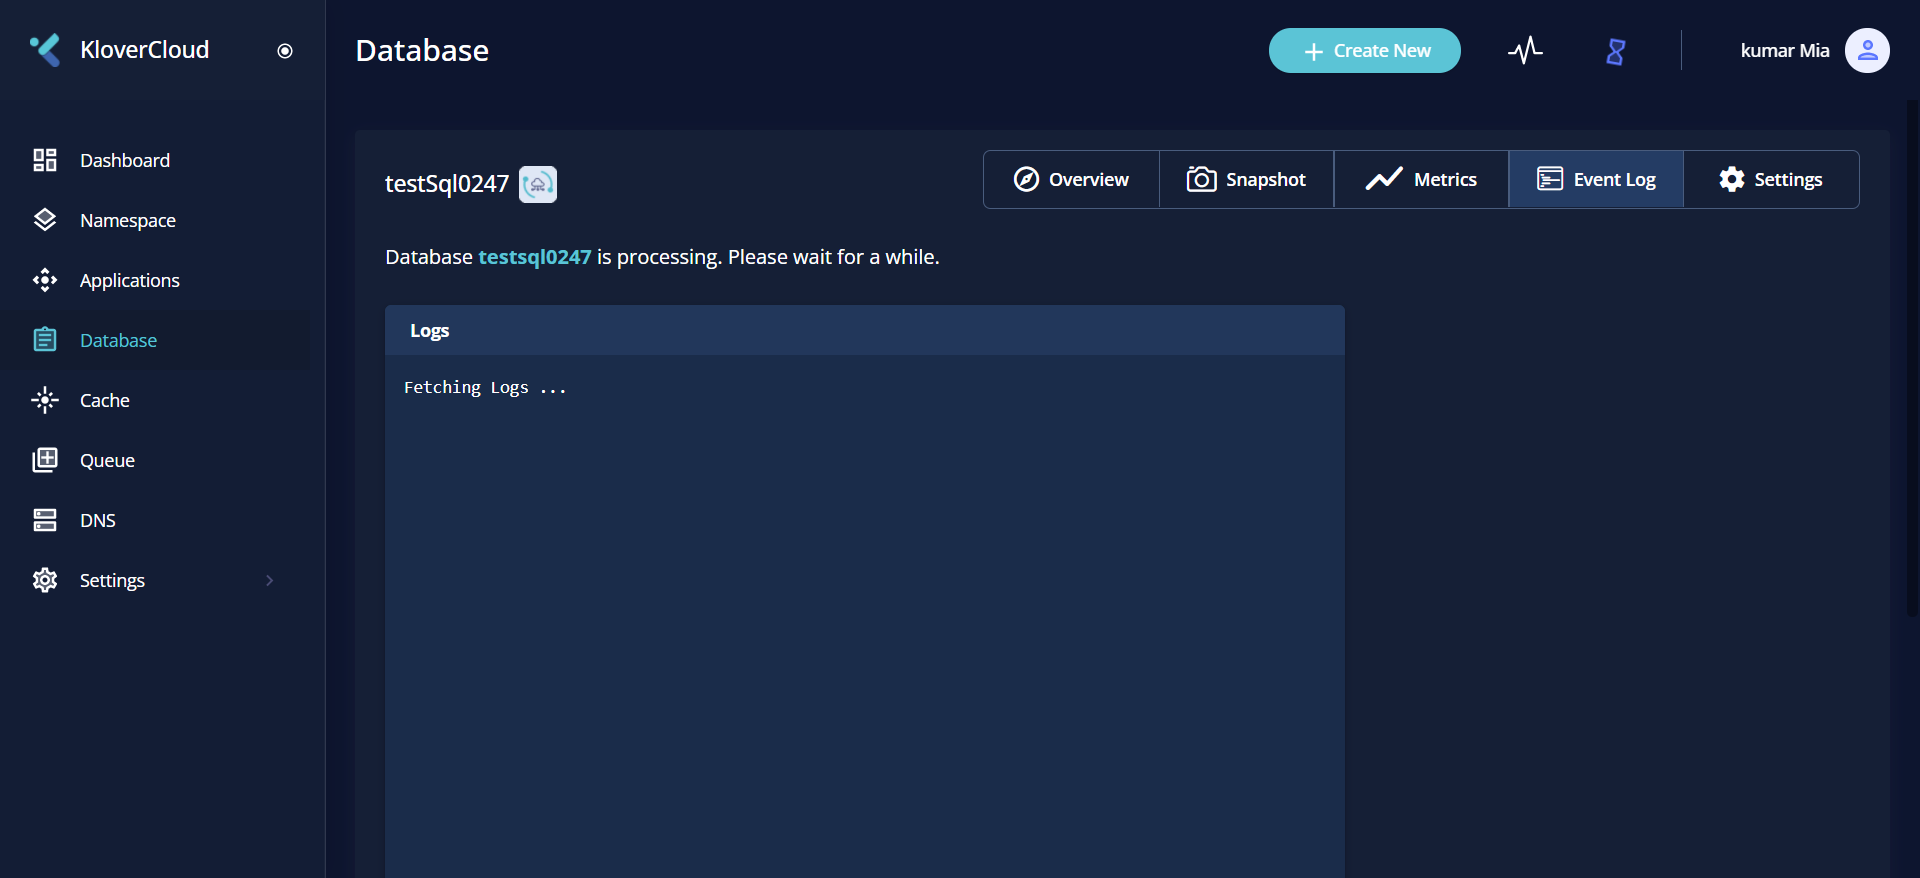 KloverCloud
Database
Create New
kumar Mia
Dashboard
Namespace
Applications
Database
Cache
Queue
DNS
Settings
testSql0247
Overview
Snapshot
Metrics
Event Log
Settings
Database testsql0247 is processing. Please wait for a while.
Logs
Fetching Logs ...